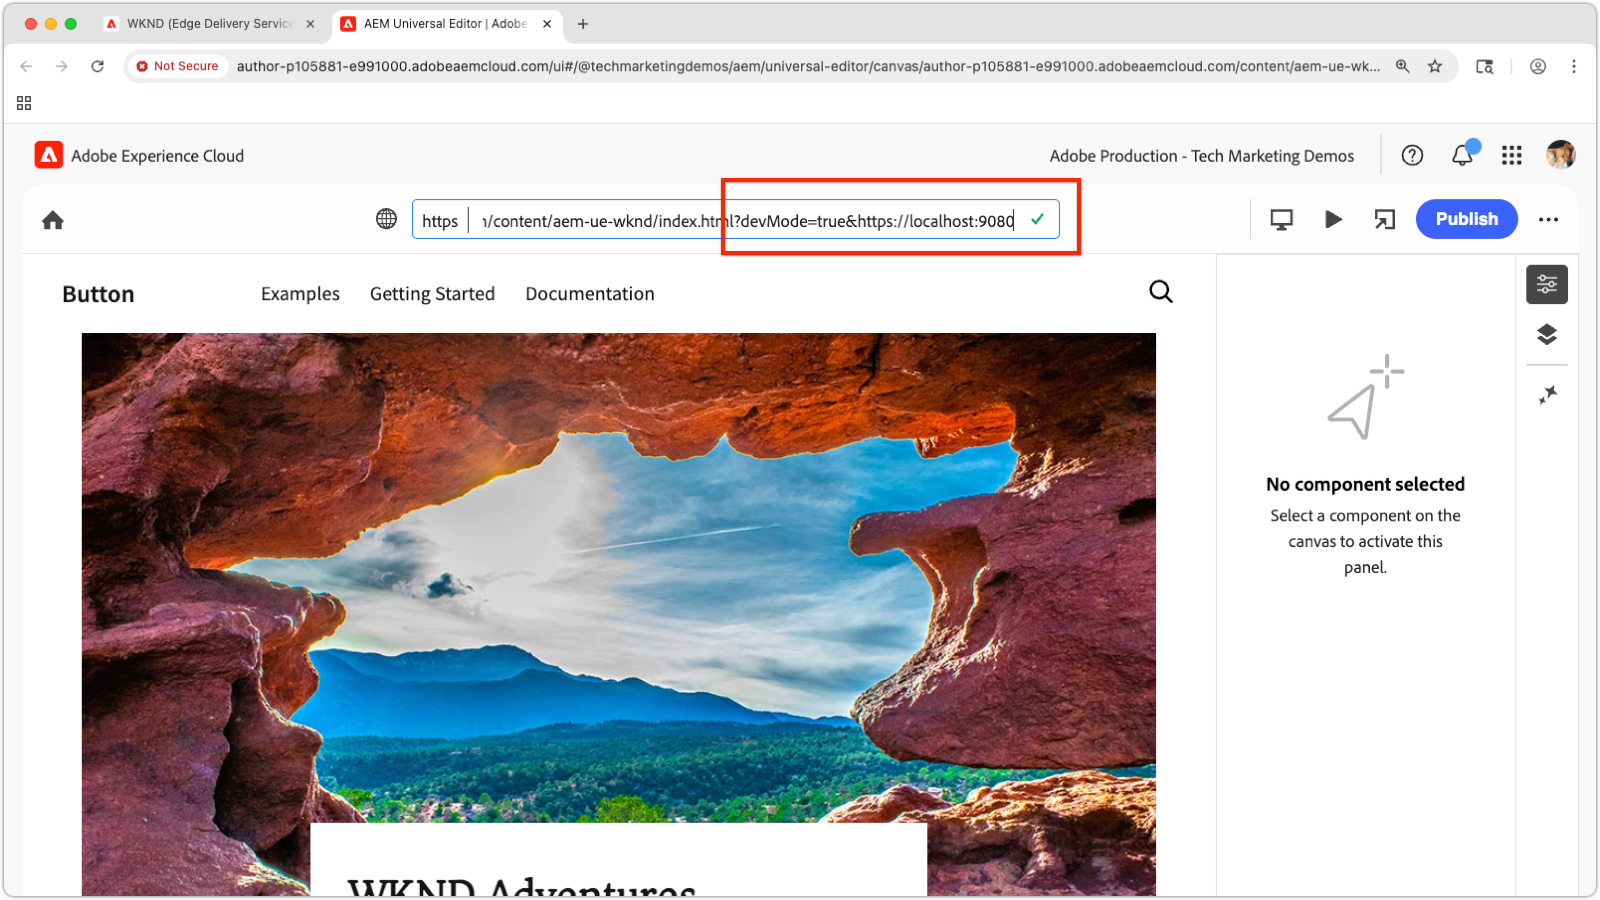 WKND (Edge Delivery Service
AEM Universal Editor | Adobe
Not Secure
author-p105881-e991000.adobeaemcloud.com/ui#/@techmarketingdemos/aem/universal-editor/canvas/author-p105881-e991000.adobeaemcloud.com/content/aem-ue-wk...
Adobe Experience Cloud
Adobe Production - Tech Marketing Demos
https
/content/aem-ue-wknd/index.html?devMode=true&https://localhost:9080
Publish
Button
Examples
Getting Started
Documentation
No component selected
Select a component on the
canvas to activate this
panel.
WKND Adventures